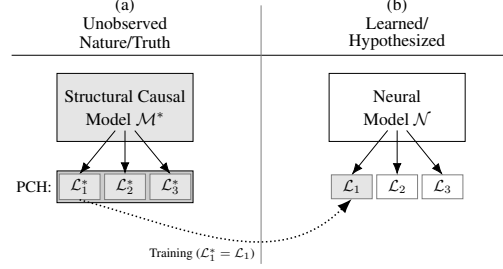 (a)
Unobserved
Nature/Truth
(b)
Learned/
Hypothesized
Structural Causal
Model ℳ*
Neural
Model 𝒩
PCH: ℒ₁* ℒ₂* ℒ₃*
ℒ₁ ℒ₂ ℒ₃
Training (ℒ₁* = ℒ₁)